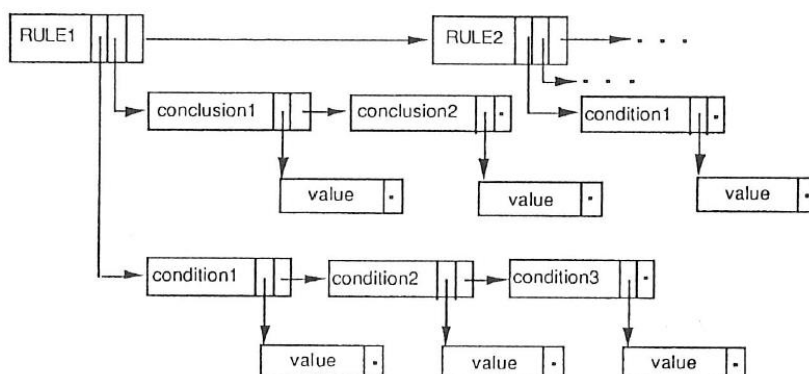 RULE1 RULE2 . . .
. . .
conclusion1 conclusion2 condition1
value value value
condition1 condition2 condition3
value value value